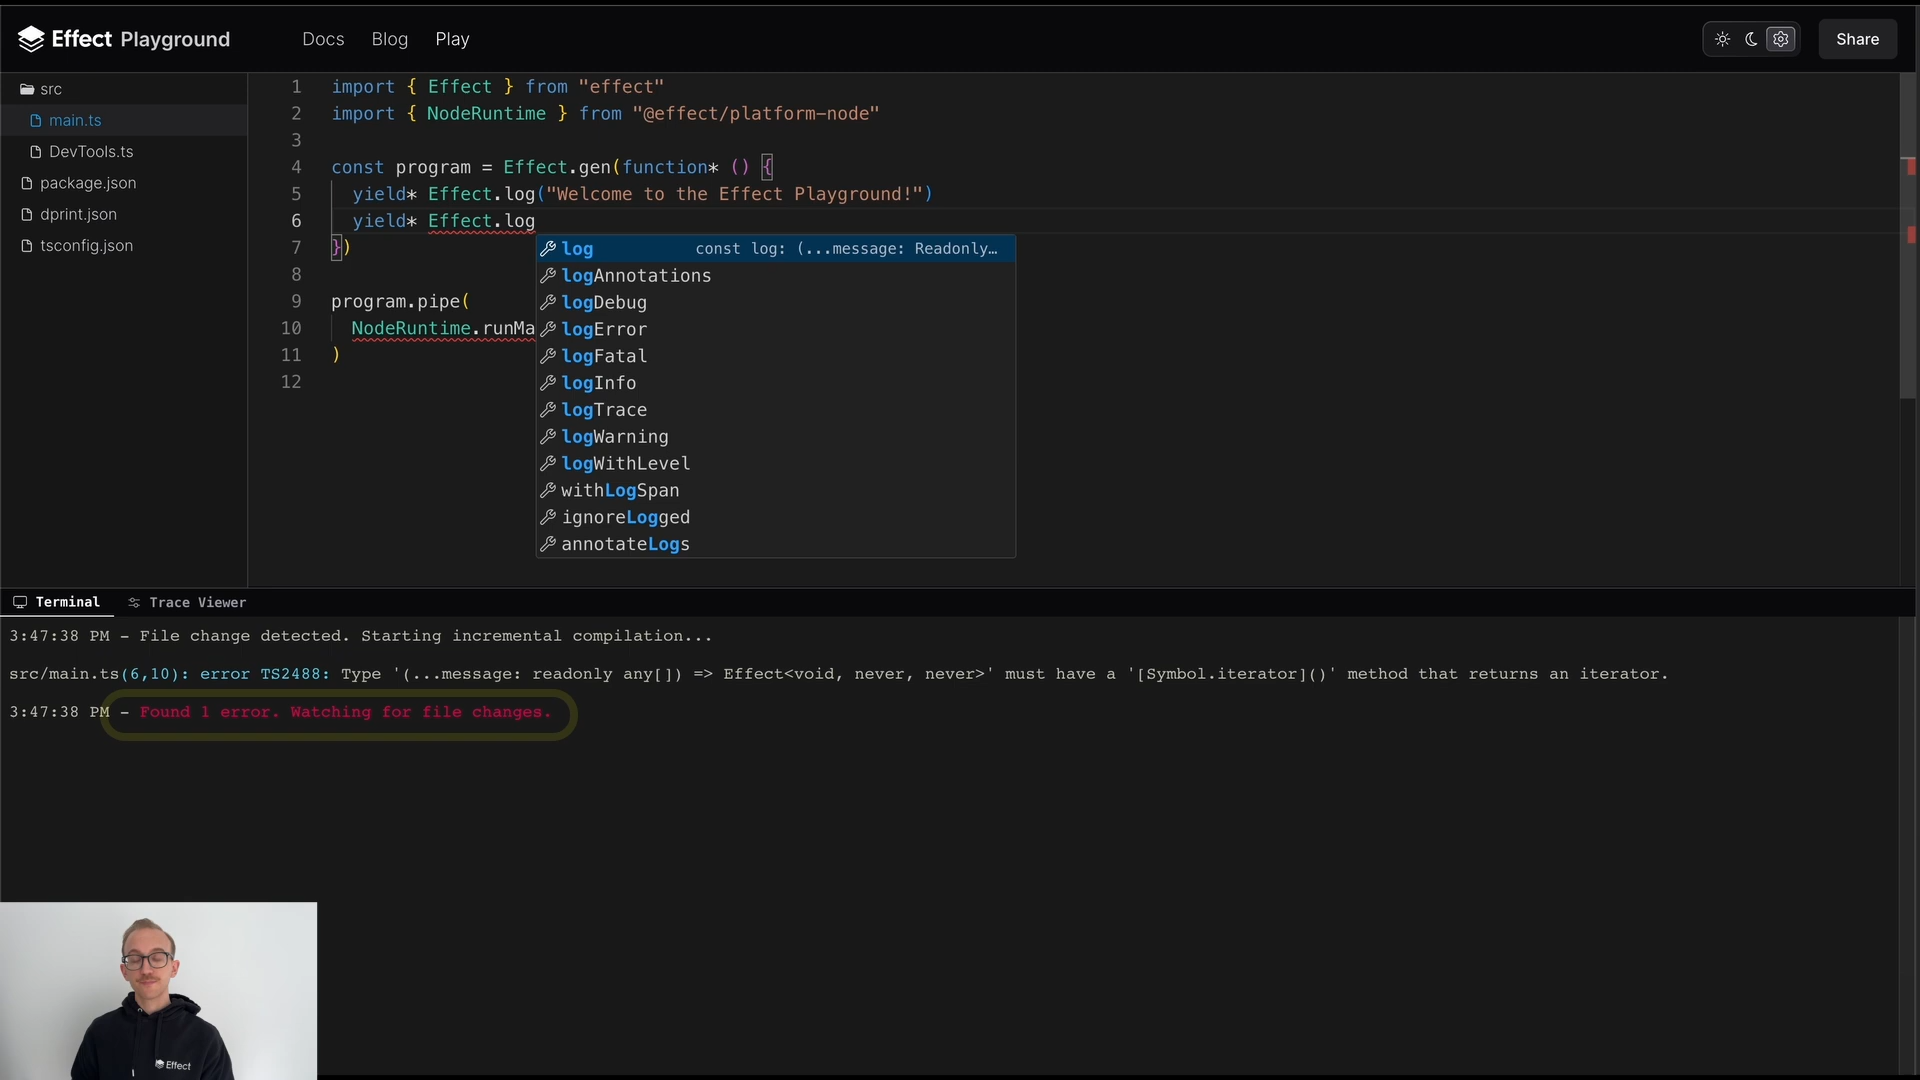 Effect Playground
Docs Blog Play
Share
src
main.ts
DevTools.ts
package.json
dprint.json
tsconfig.json
1 import { Effect } from "effect"
2 import { NodeRuntime } from "@effect/platform-node"
3
4 const program = Effect.gen(function* () {
5 yield* Effect.log("Welcome to the Effect Playground!")
6 yield* Effect.log
7 })
8
9 program.pipe(
10 NodeRuntime.runMa
11 )
12
log const log: (...message: Readonly…
logAnnotations
logDebug
logError
logFatal
logInfo
logTrace
logWarning
logWithLevel
withLogSpan
ignoreLogged
annotateLogs
Terminal Trace Viewer
3:47:38 PM - File change detected. Starting incremental compilation...
src/main.ts(6,10): error TS2488: Type '(...message: readonly any[]) => Effect<void, never, never>' must have a '[Symbol.iterator]()' method that returns an iterator.
3:47:38 PM - Found 1 error. Watching for file changes.
Effect